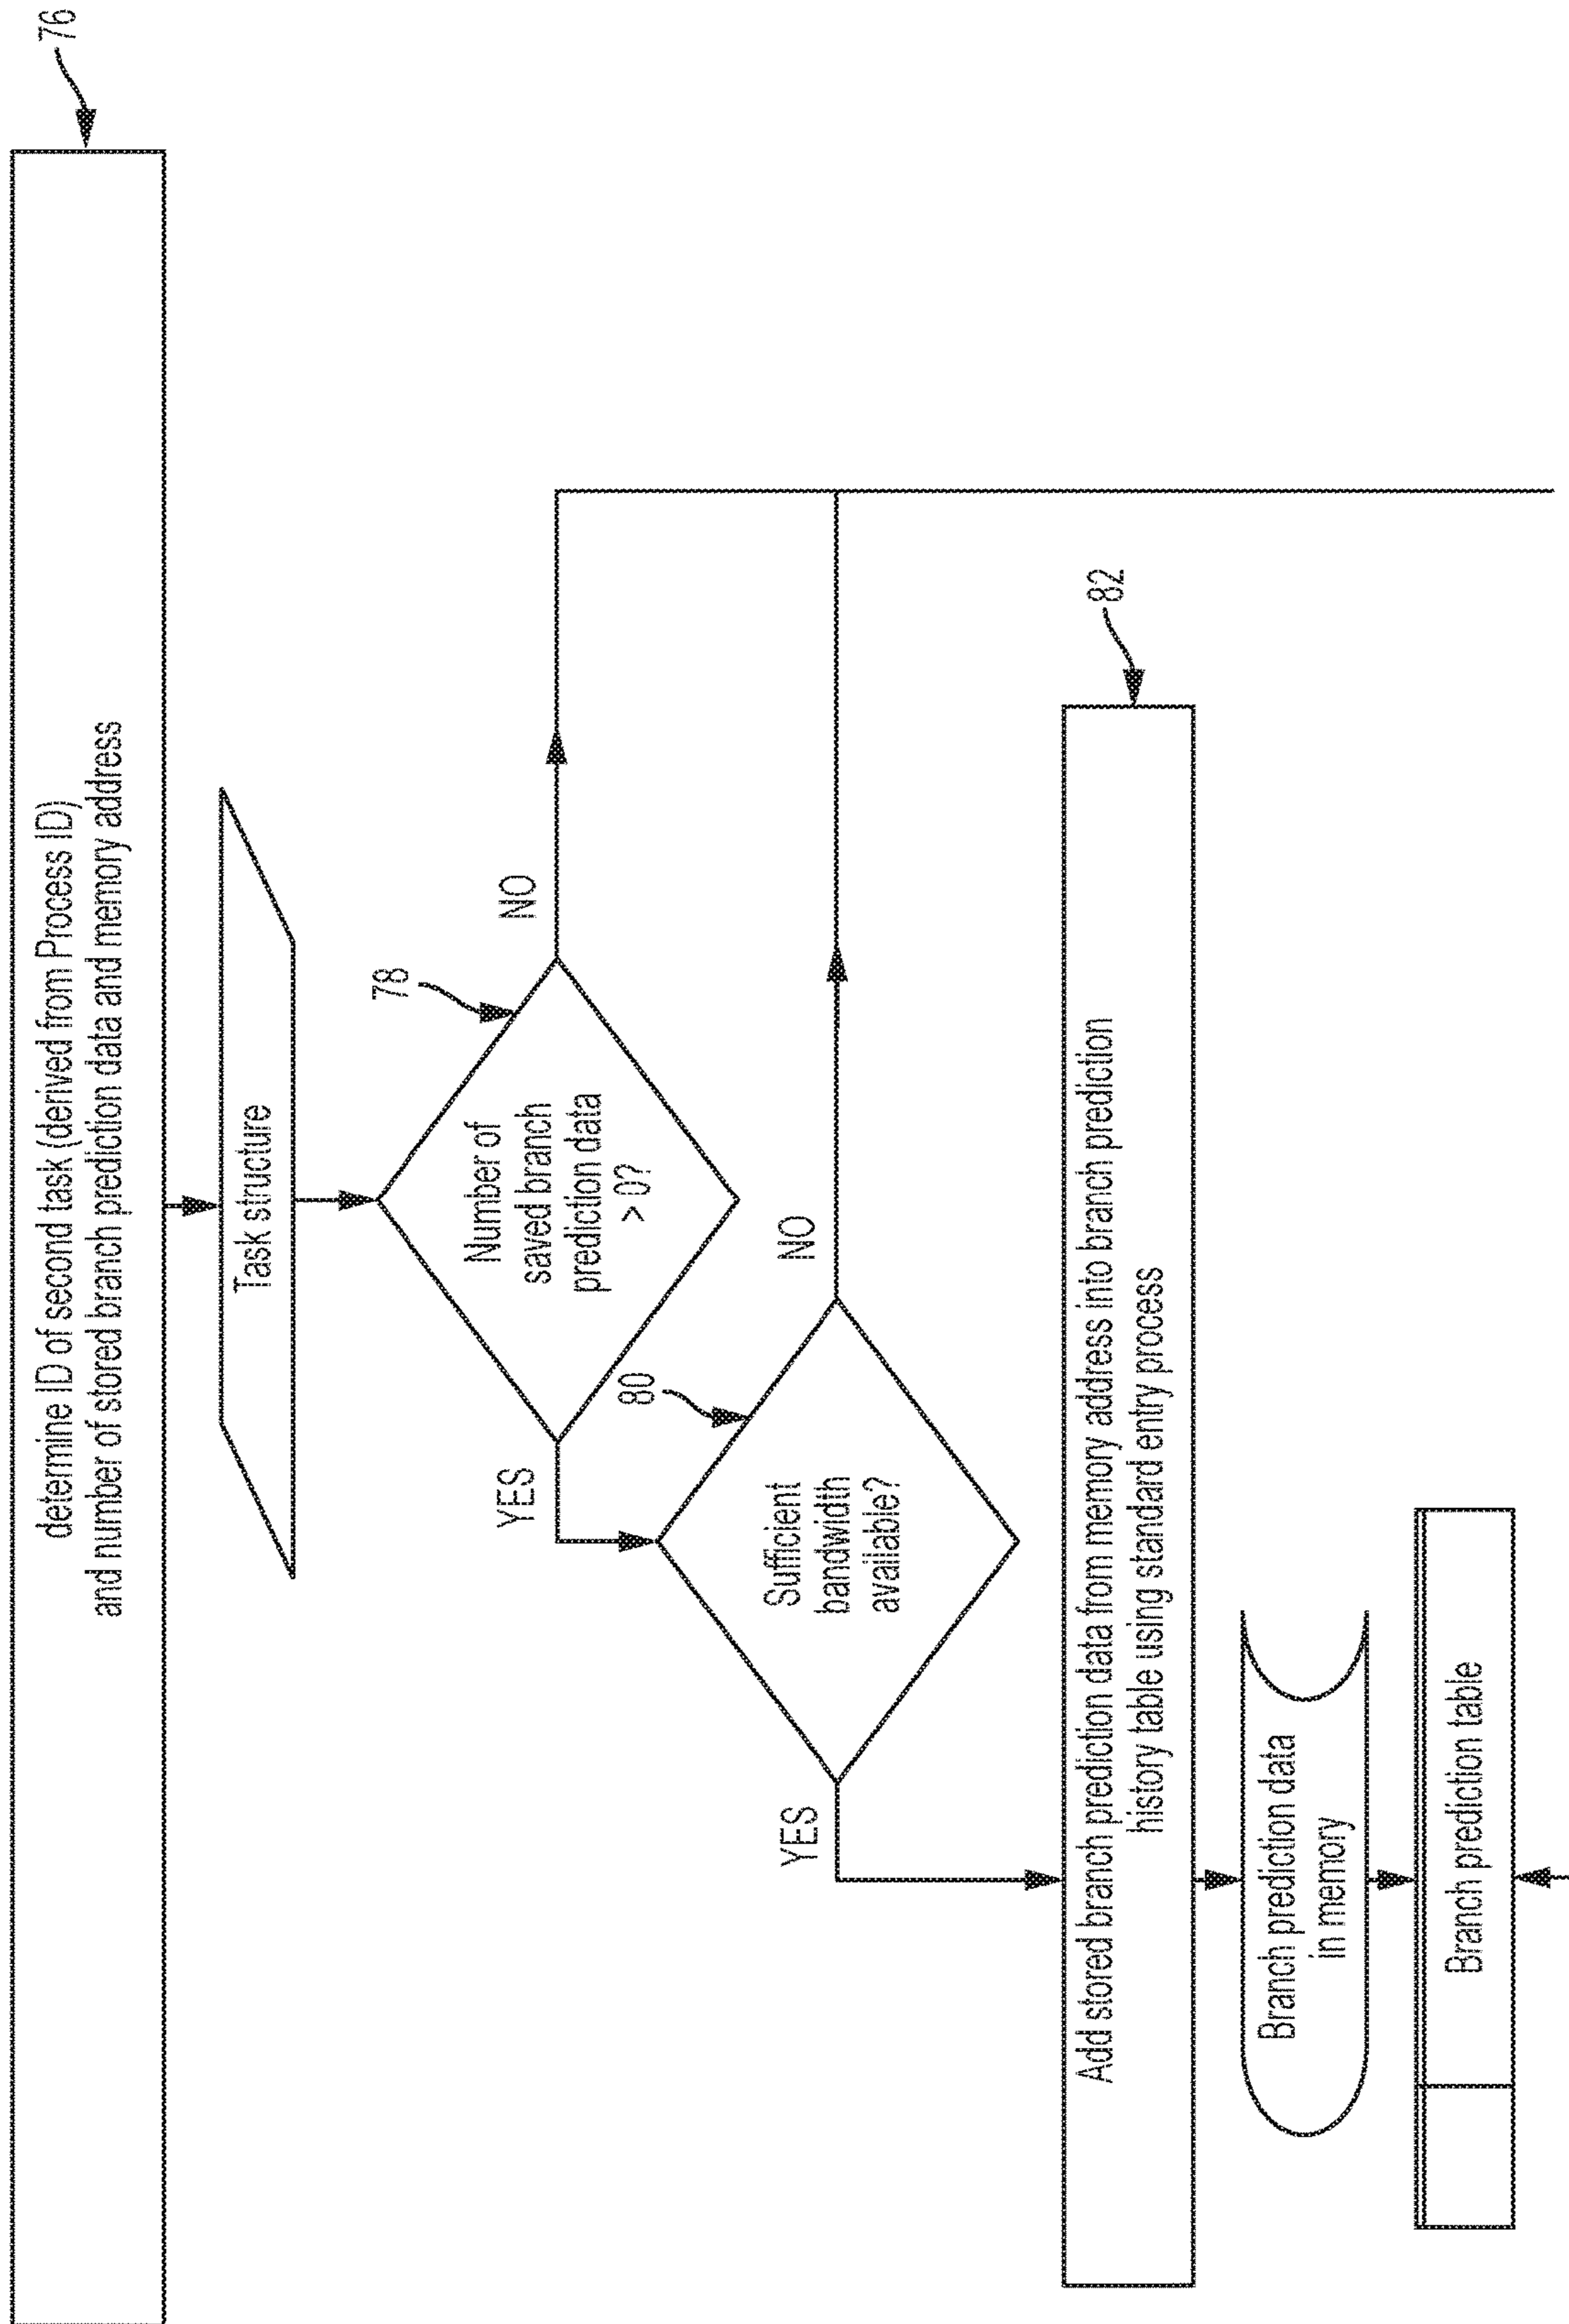 76
determine ID of second task (derived from Process ID)
and number of stored branch prediction data and memory address
Task structure
78
Number of
saved branch
prediction data
> 0?
NO
YES
80
Sufficient
bandwidth
available?
NO
YES
82
Add stored branch prediction data from memory address into branch prediction
history table using standard entry process
Branch prediction data
in memory
Branch prediction table